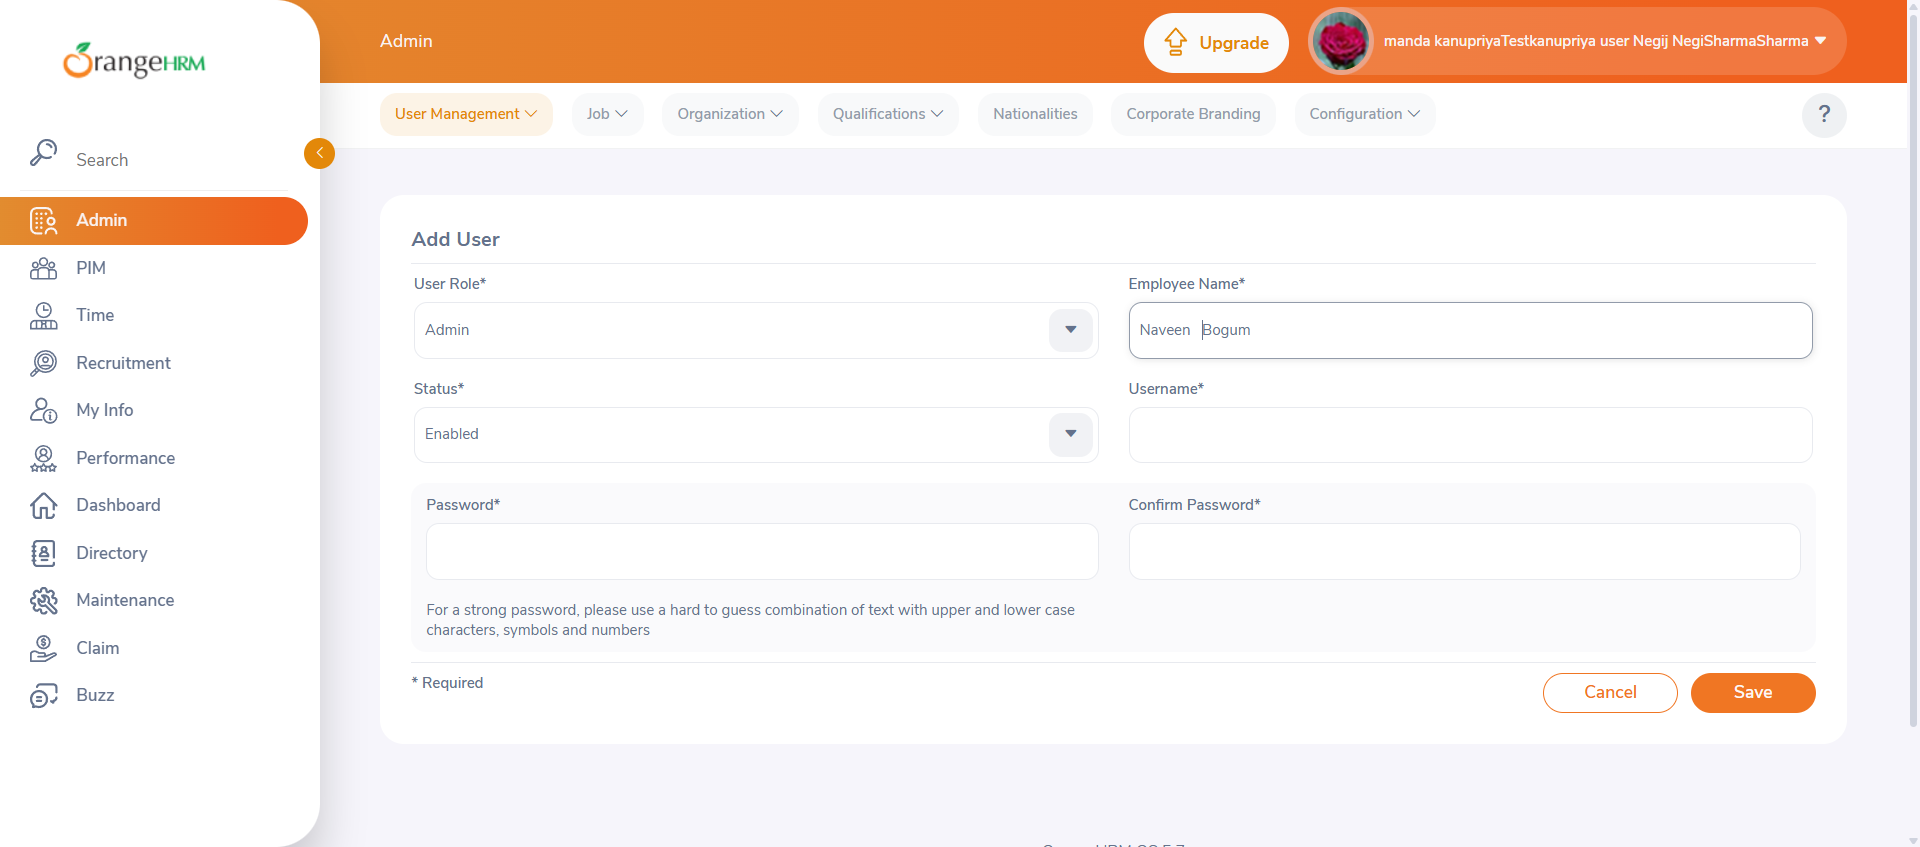 OrangeHRM
Admin
Upgrade
manda kanupriyaTestkanupriya user Negij NegiSharmaSharma
User Management
Job
Organization
Qualifications
Nationalities
Corporate Branding
Configuration
?
Search
Admin
PIM
Time
Recruitment
My Info
Performance
Dashboard
Directory
Maintenance
Claim
Buzz
Add User
User Role*
Employee Name*
Admin
Naveen  Bogum
Status*
Username*
Enabled
Password*
Confirm Password*
For a strong password, please use a hard to guess combination of text with upper and lower case
characters, symbols and numbers
* Required
Cancel
Save